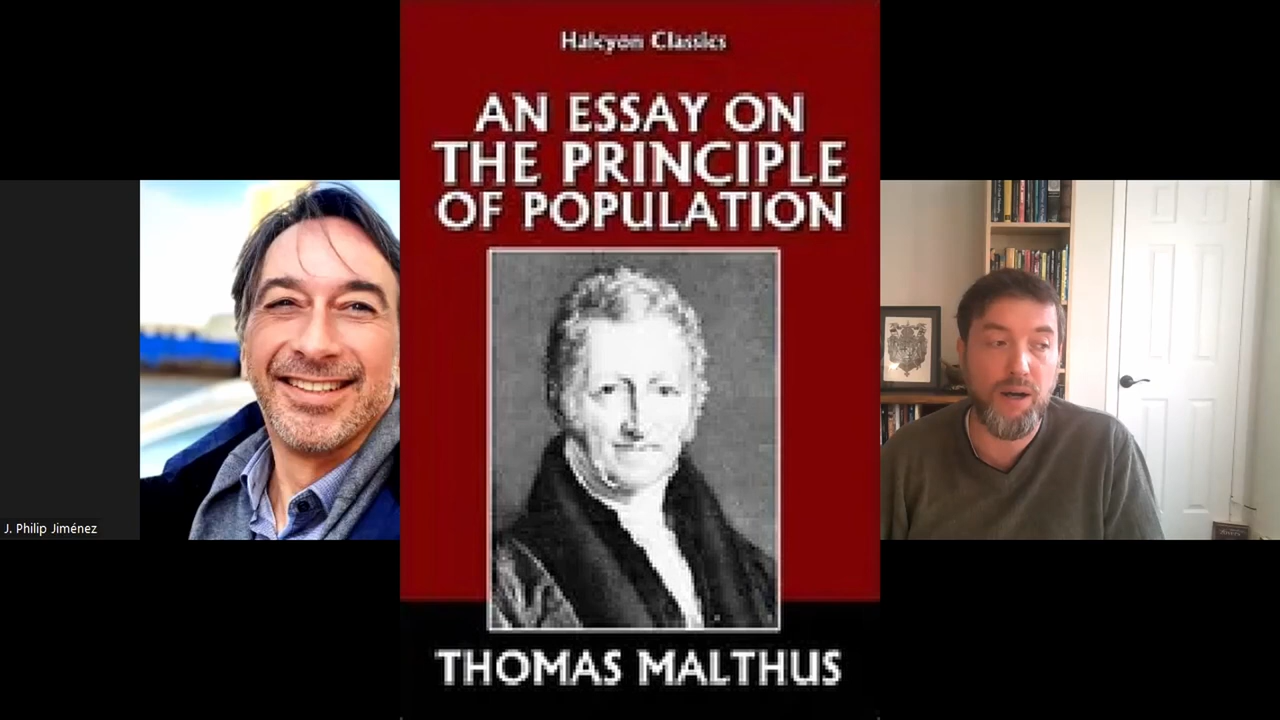 Halcyon Classics
AN ESSAY ON
THE PRINCIPLE
OF POPULATION
J. Philip Jiménez
THOMAS MALTHUS